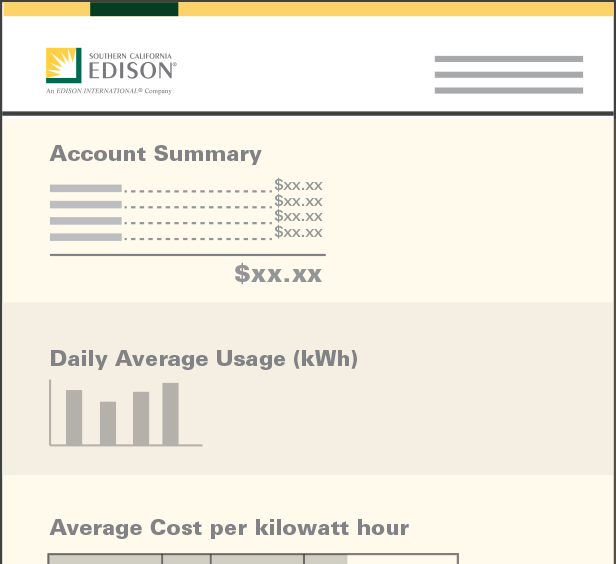 SOUTHERN CALIFORNIA
EDISON®
An EDISON INTERNATIONAL® Company
Account Summary
$xx.xx
$xx.xx
$xx.xx
$xx.xx
$xx.xx
Daily Average Usage (kWh)
Average Cost per kilowatt hour